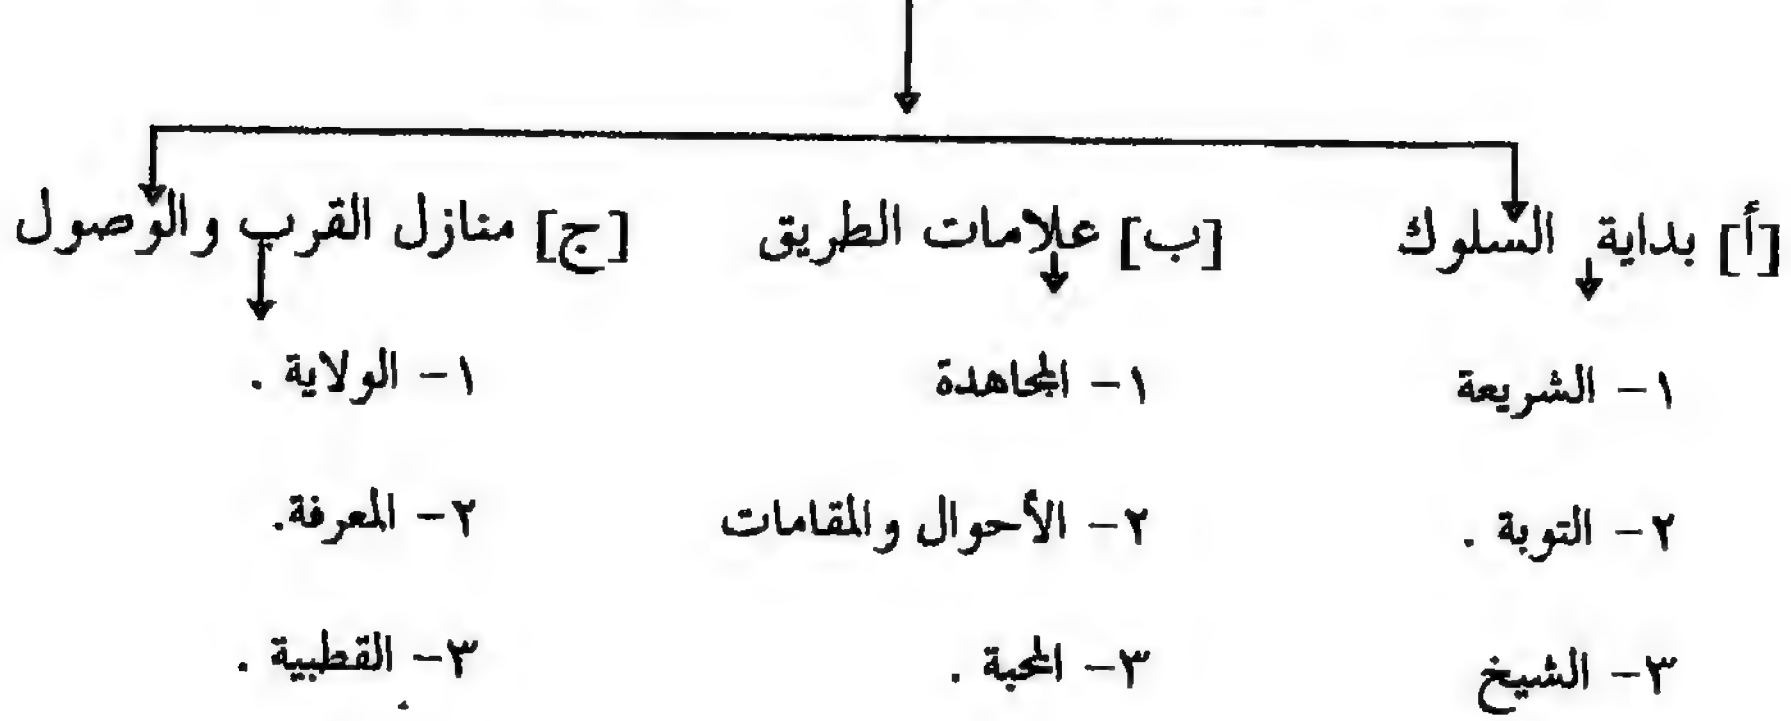 [أ] بداية السلوك [ب] علامات الطريق [ج] منازل القرب والوصول
١- الشريعة ١- المجاهدة ١- الولاية .
٢- التوبة . ٢- الأحوال والمقامات ٢- المعرفة.
٣- الشيخ ٣- المحبة . ٣- القطبية .